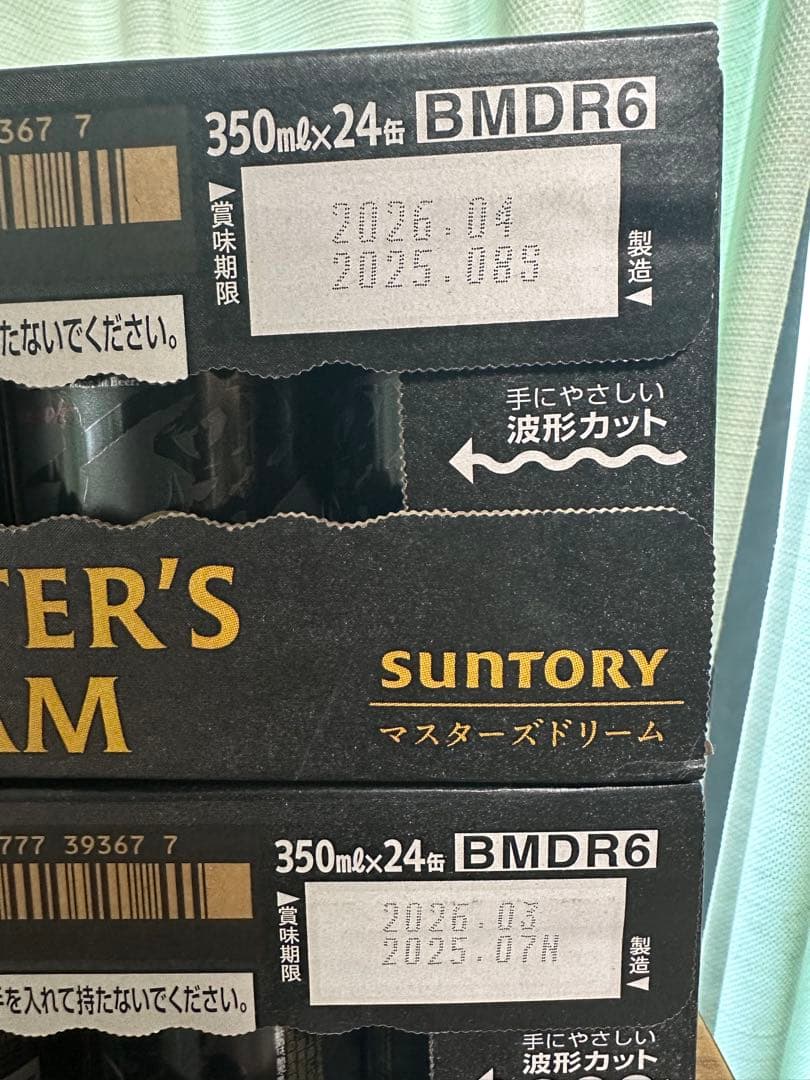 367 7
350ml×24缶 BMDR6
▶賞味期限
2026.04
2025.08S
製造◀
たないでください。
手にやさしい
波形カット
TER'S
AM
SUNTORY
マスターズドリーム
777 39367 7
350ml×24缶 BMDR6
▶賞味期限
2026.03
2025.07N
製造◀
手を入れて持たないでください。
手にやさしい
波形カット